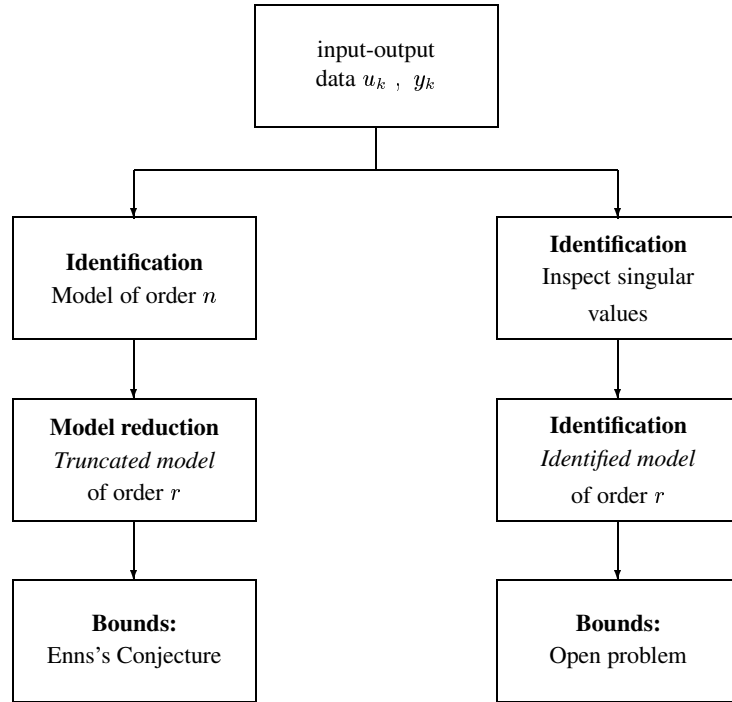 input-output
data u_k , y_k
Identification
Model of order n
Identification
Inspect singular
values
Model reduction
Truncated model
of order r
Identification
Identified model
of order r
Bounds:
Enns's Conjecture
Bounds:
Open problem